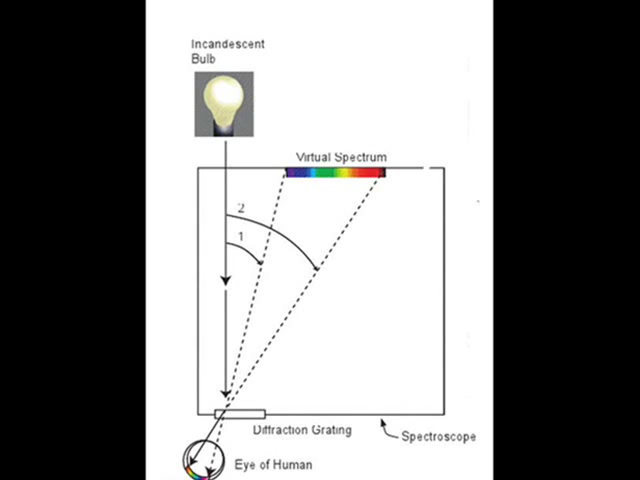 Incandescent
Bulb
Virtual Spectrum
2
1
Diffraction Grating
Spectroscope
Eye of Human